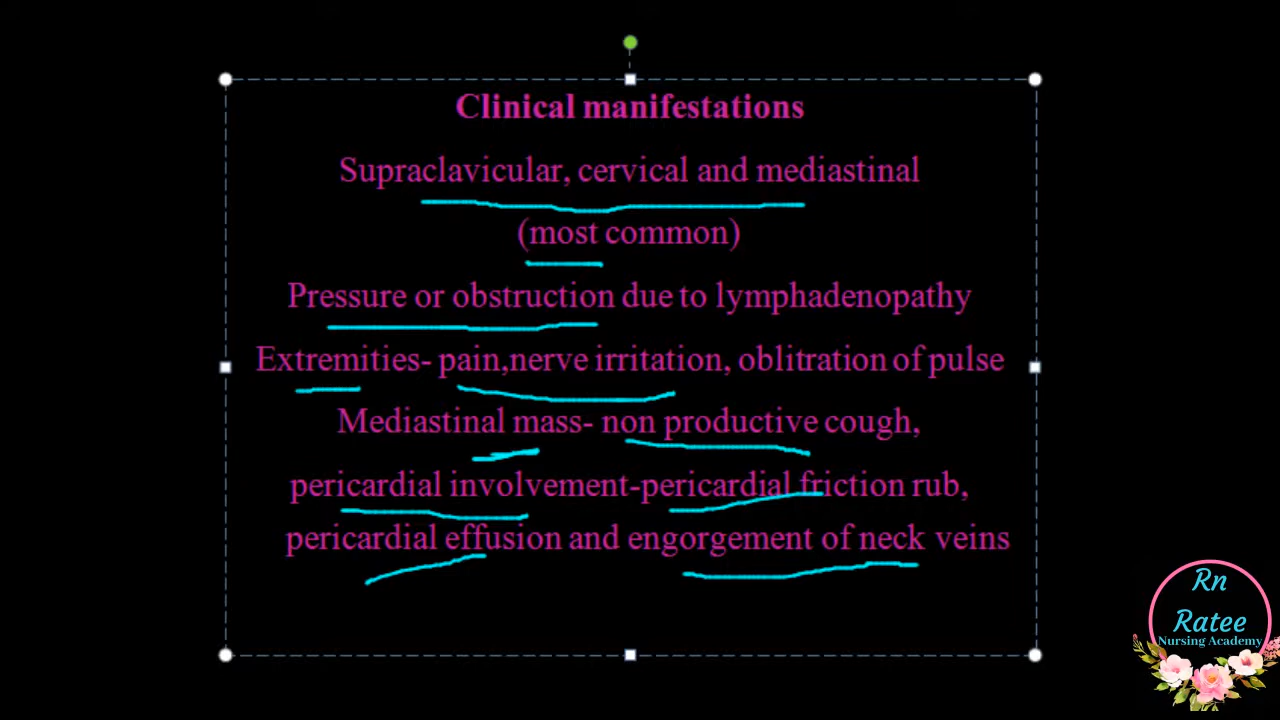 Clinical manifestations
Supraclavicular, cervical and mediastinal
(most common)
Pressure or obstruction due to lymphadenopathy
Extremities- pain,nerve irritation, oblitration of pulse
Mediastinal mass- non productive cough,
pericardial involvement-pericardial friction rub,
pericardial effusion and engorgement of neck veins
Rn
Ratee
Nursing Academy